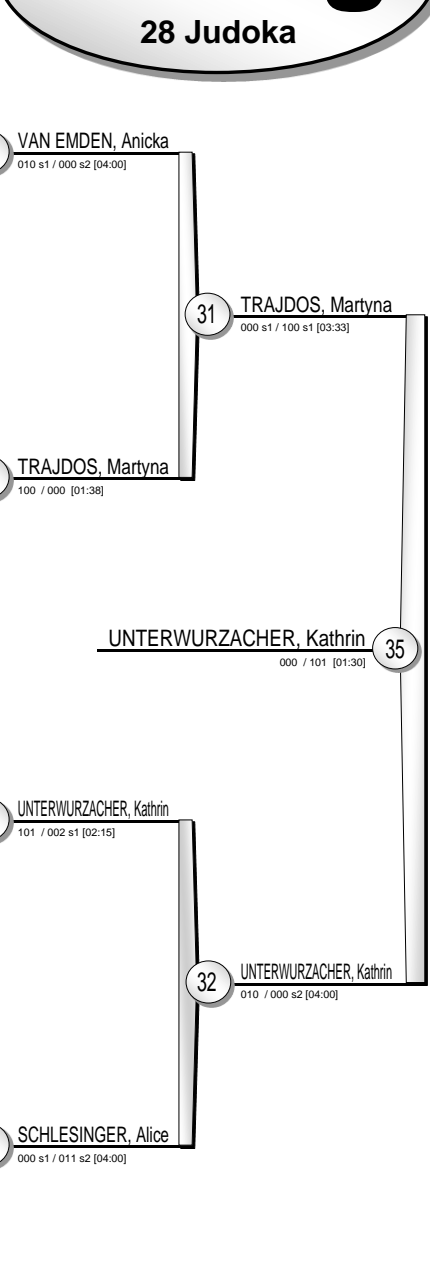 28 Judoka
VAN EMDEN, Anicka
010 s1 / 000 s2 [04:00]
31
TRAJDOS, Martyna
000 s1 / 100 s1 [03:33]
TRAJDOS, Martyna
100 / 000 [01:38]
UNTERWURZACHER, Kathrin
35
000 / 101 [01:30]
UNTERWURZACHER, Kathrin
101 / 002 s1 [02:15]
32
UNTERWURZACHER, Kathrin
010 / 000 s2 [04:00]
SCHLESINGER, Alice
000 s1 / 011 s2 [04:00]